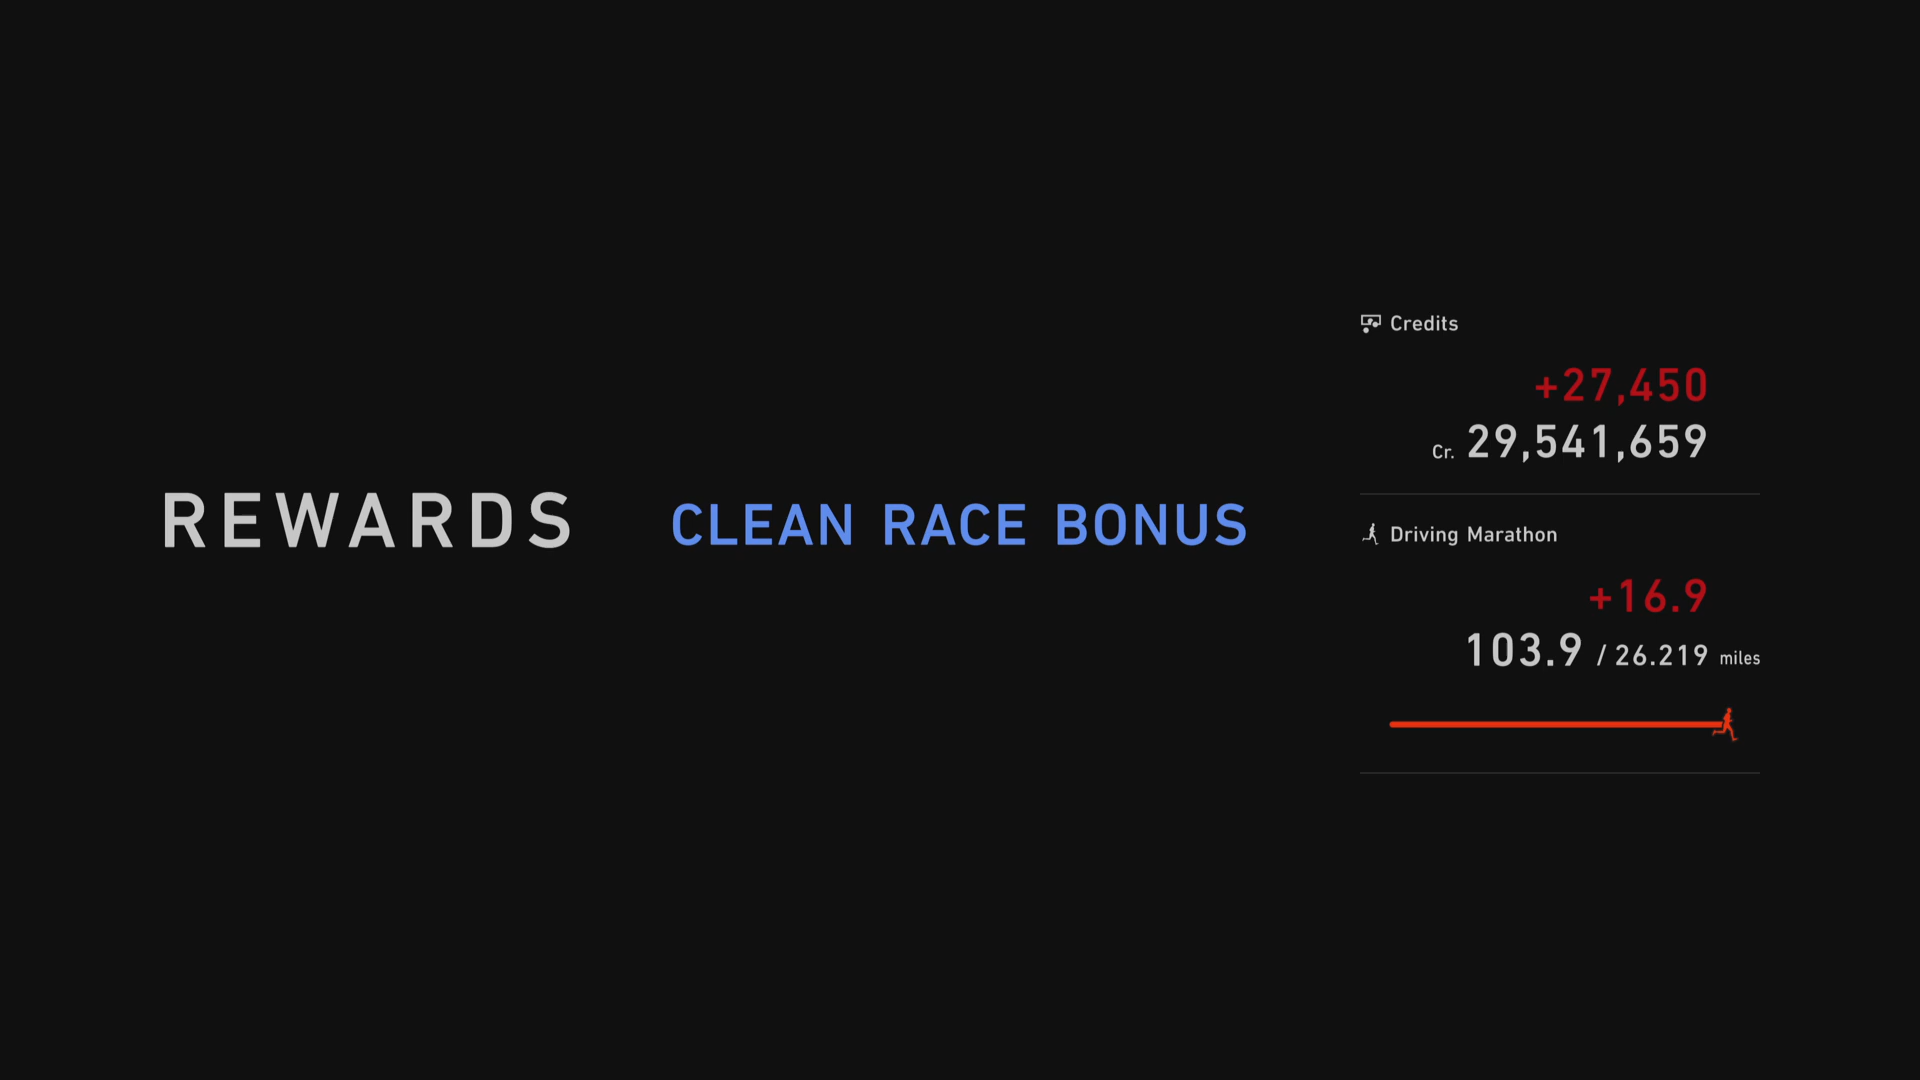 REWARDS
CLEAN RACE BONUS
Credits
+27,450
Cr. 29,541,659
Driving Marathon
+16.9
103.9 / 26.219 miles